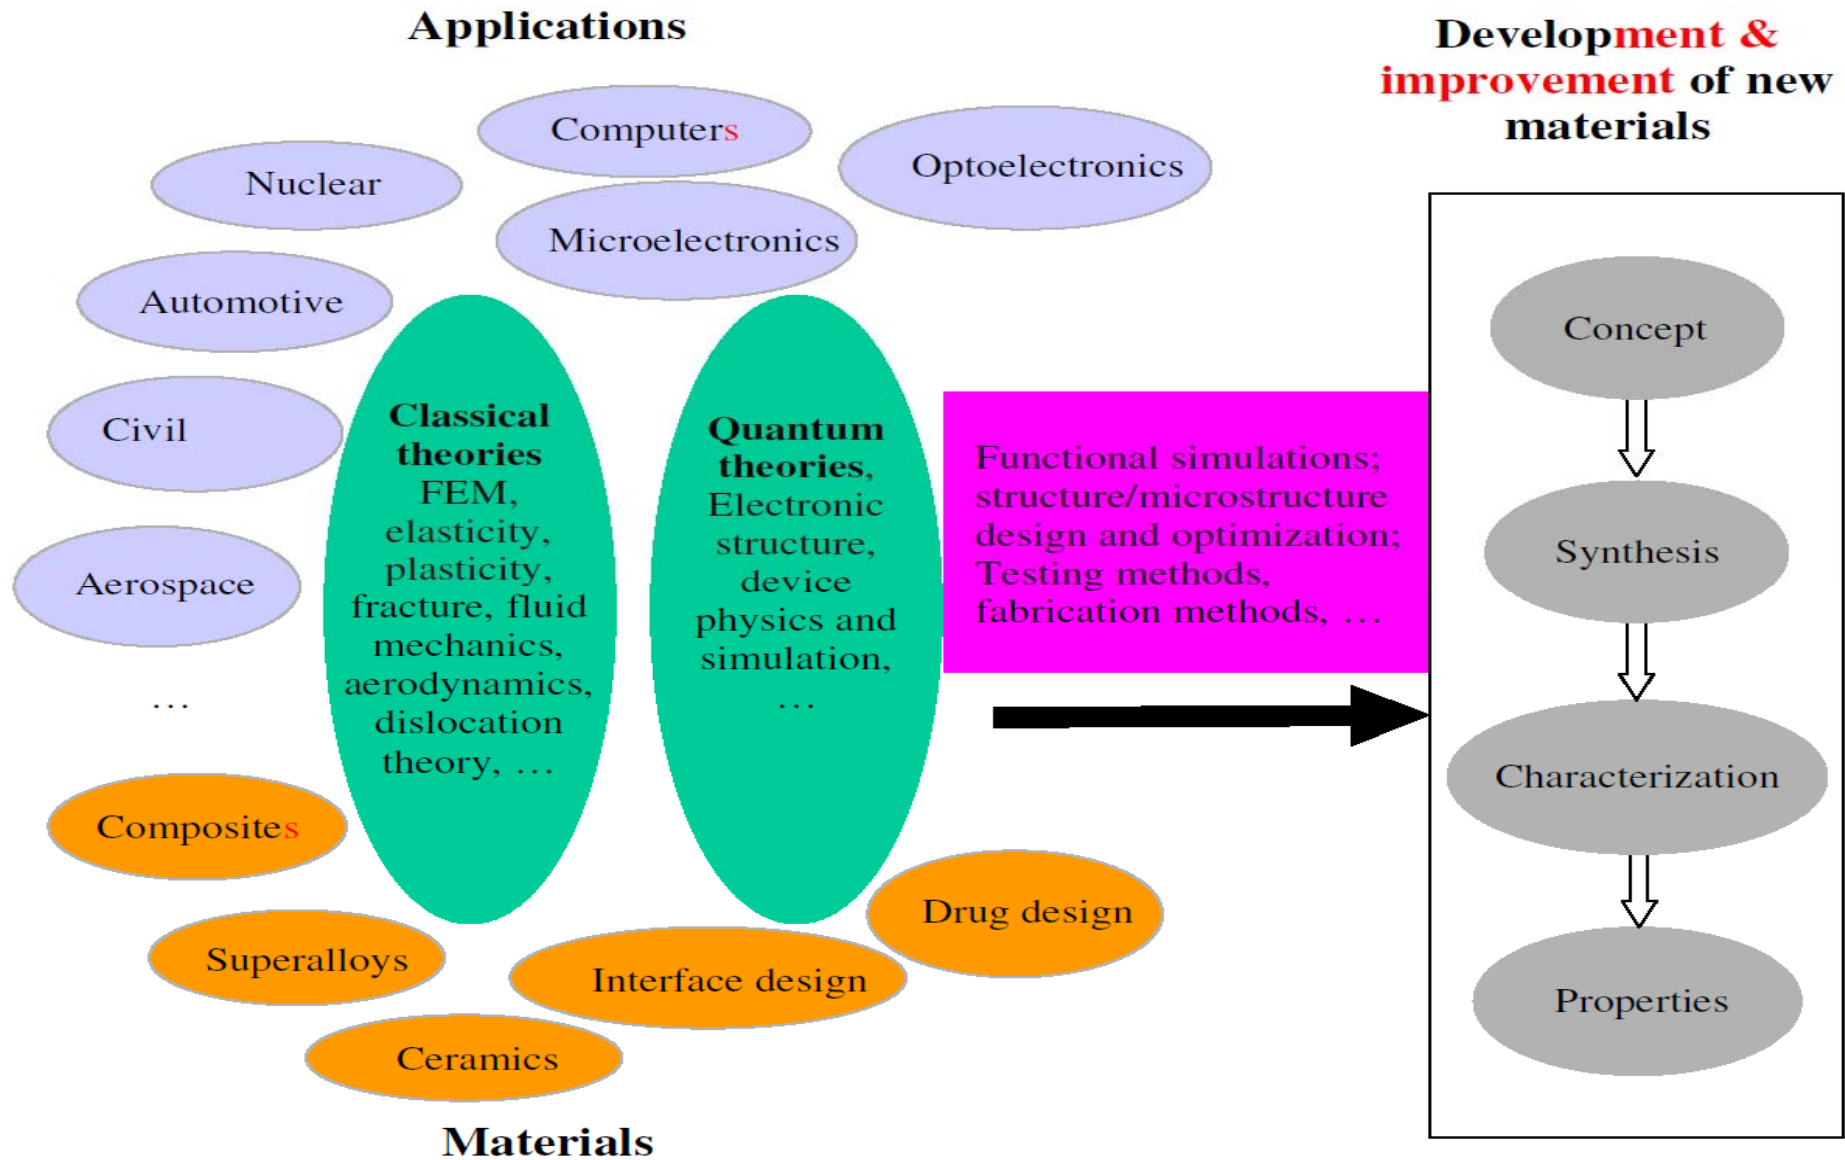 Applications
Computers
Optoelectronics
Nuclear
Microelectronics
Automotive
Civil
Aerospace
…
Classical
theories
FEM,
elasticity,
plasticity,
fracture, fluid
mechanics,
aerodynamics,
dislocation
theory, …
Quantum
theories,
Electronic
structure,
device
physics and
simulation,
…
Functional simulations;
structure/microstructure
design and optimization;
Testing methods,
fabrication methods, …
Composites
Superalloys
Ceramics
Interface design
Drug design
Materials
Development &
improvement of new
materials
Concept
Synthesis
Characterization
Properties